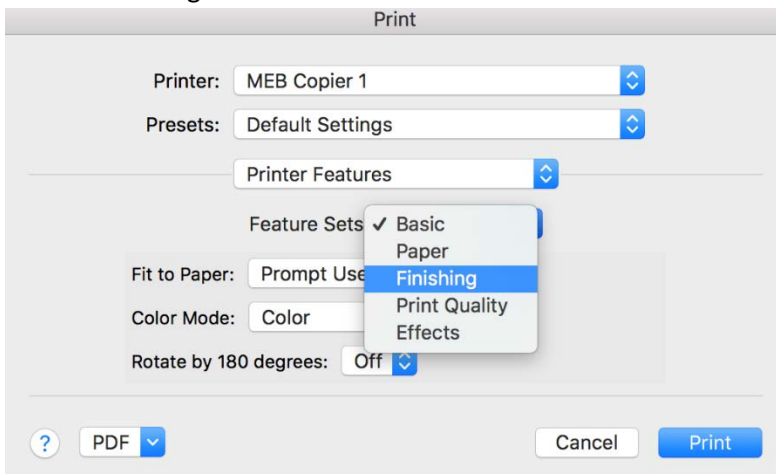 Print
Printer: MEB Copier 1
Presets: Default Settings
Printer Features
Feature Sets ✓ Basic
Paper
Fit to Paper: Prompt Use Finishing
Print Quality
Color Mode: Color
Effects
Rotate by 180 degrees: Off
? PDF Cancel Print